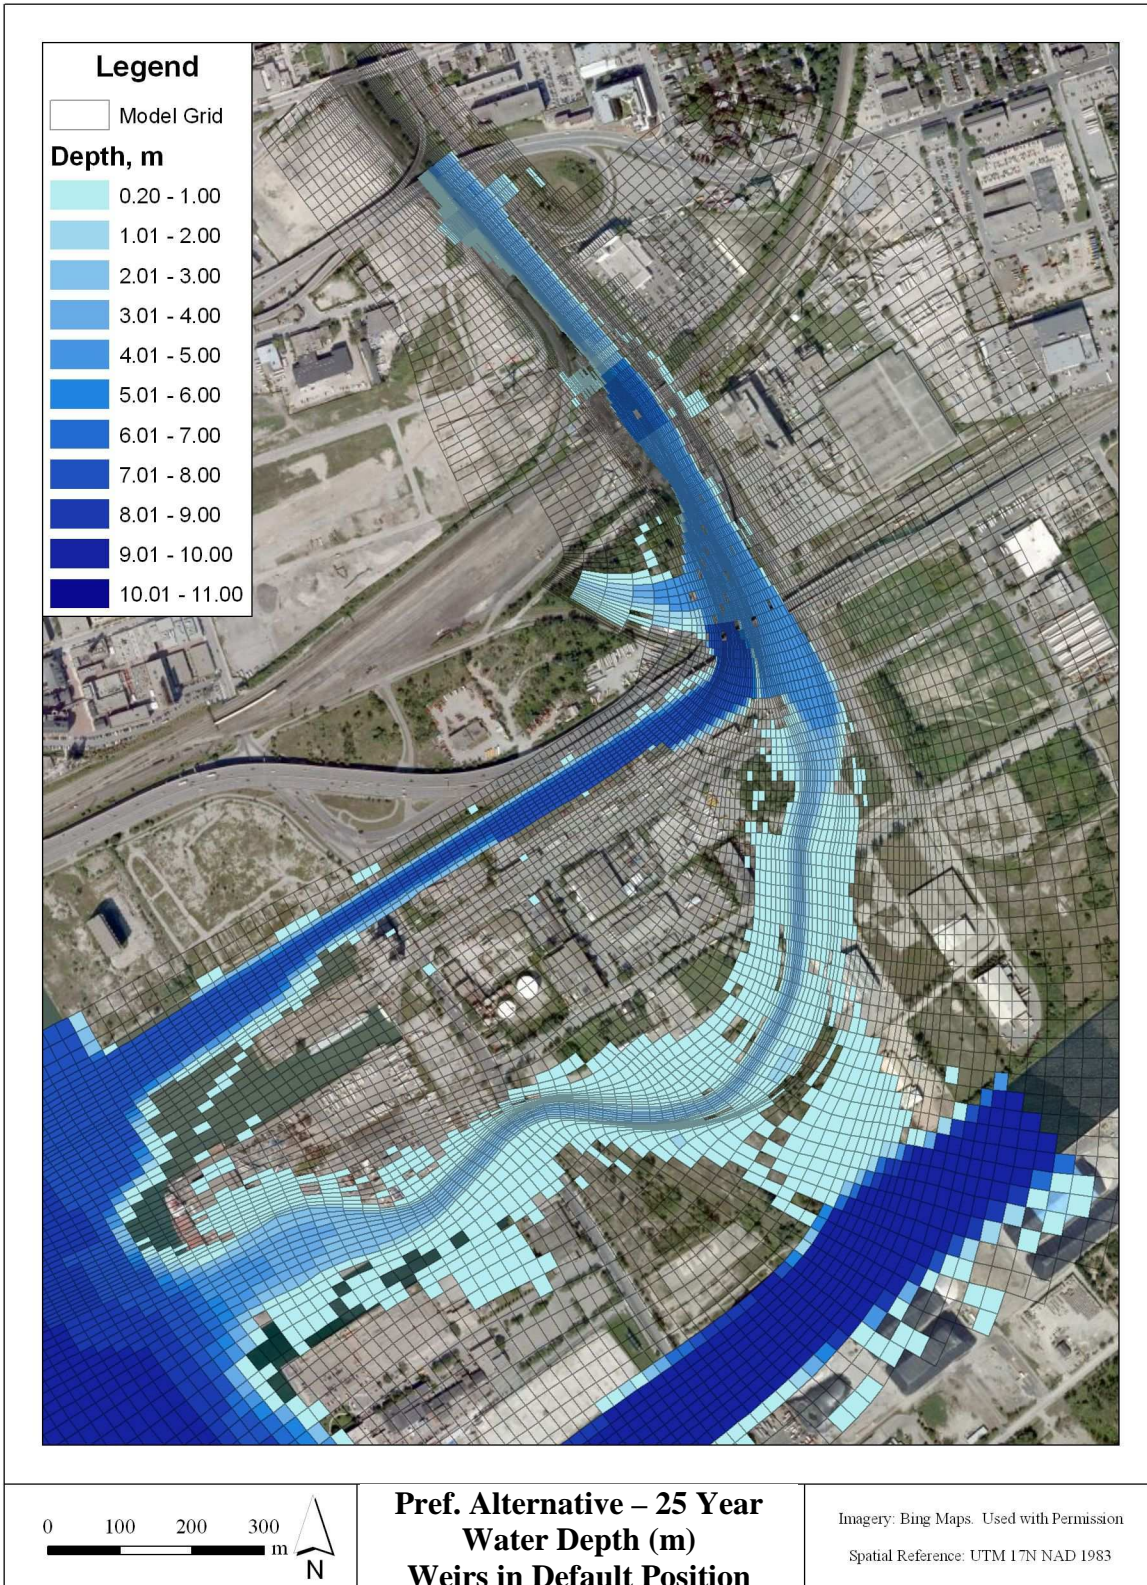 Legend
Model Grid
Depth, m
0.20 - 1.00
1.01 - 2.00
2.01 - 3.00
3.01 - 4.00
4.01 - 5.00
5.01 - 6.00
6.01 - 7.00
7.01 - 8.00
8.01 - 9.00
9.01 - 10.00
10.01 - 11.00
0 100 200 300
m
N
Pref. Alternative – 25 Year
Water Depth (m)
Weirs in Default Position
Imagery: Bing Maps. Used with Permission
Spatial Reference: UTM 17N NAD 1983